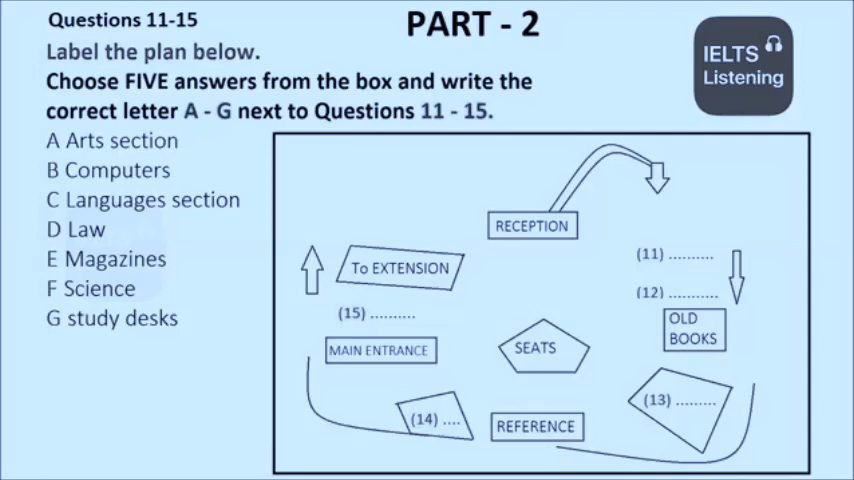 Questions 11-15
PART - 2
IELTS
Listening
Label the plan below.
Choose FIVE answers from the box and write the
correct letter A - G next to Questions 11 - 15.
A Arts section
B Computers
C Languages section
D Law
E Magazines
F Science
G study desks
RECEPTION
To EXTENSION
(11) ..........
(12) ...........
(15) ..........
OLD
BOOKS
MAIN ENTRANCE
SEATS
(13) .........
(14) ....
REFERENCE